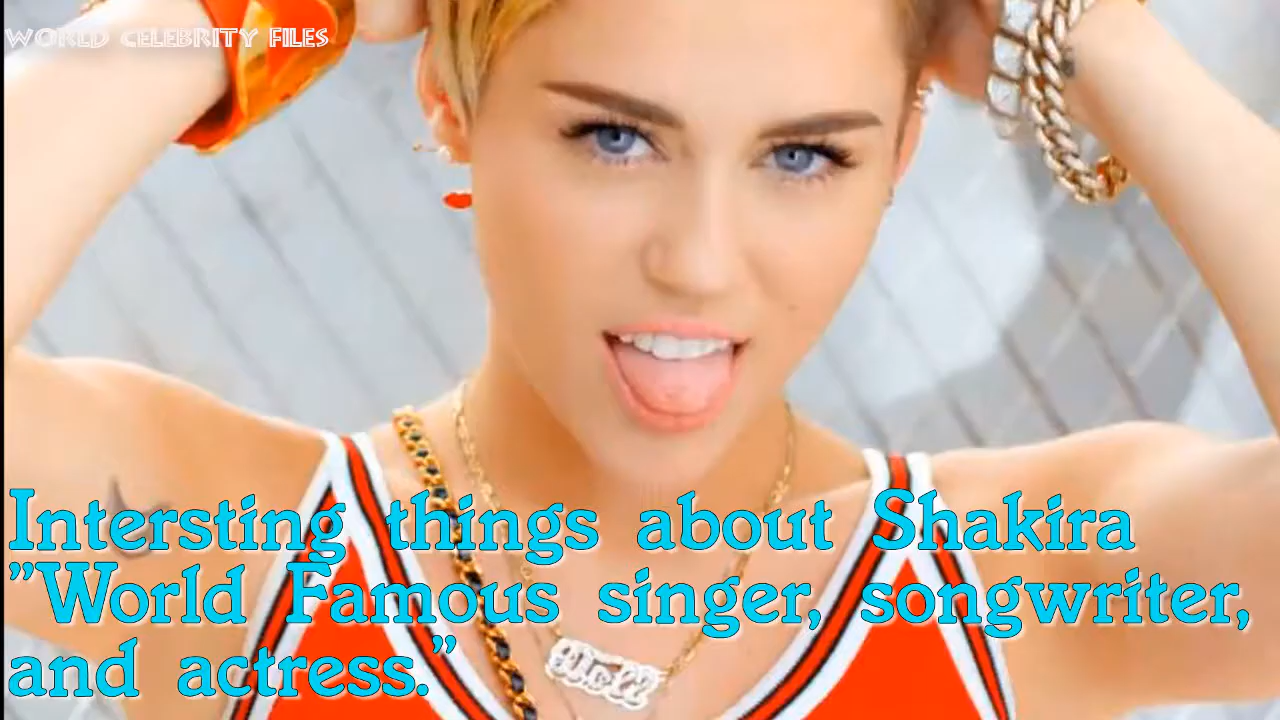 WORLD CELEBRITY FILES
Intersting things about Shakira
"World Famous singer, songwriter,
and actress."